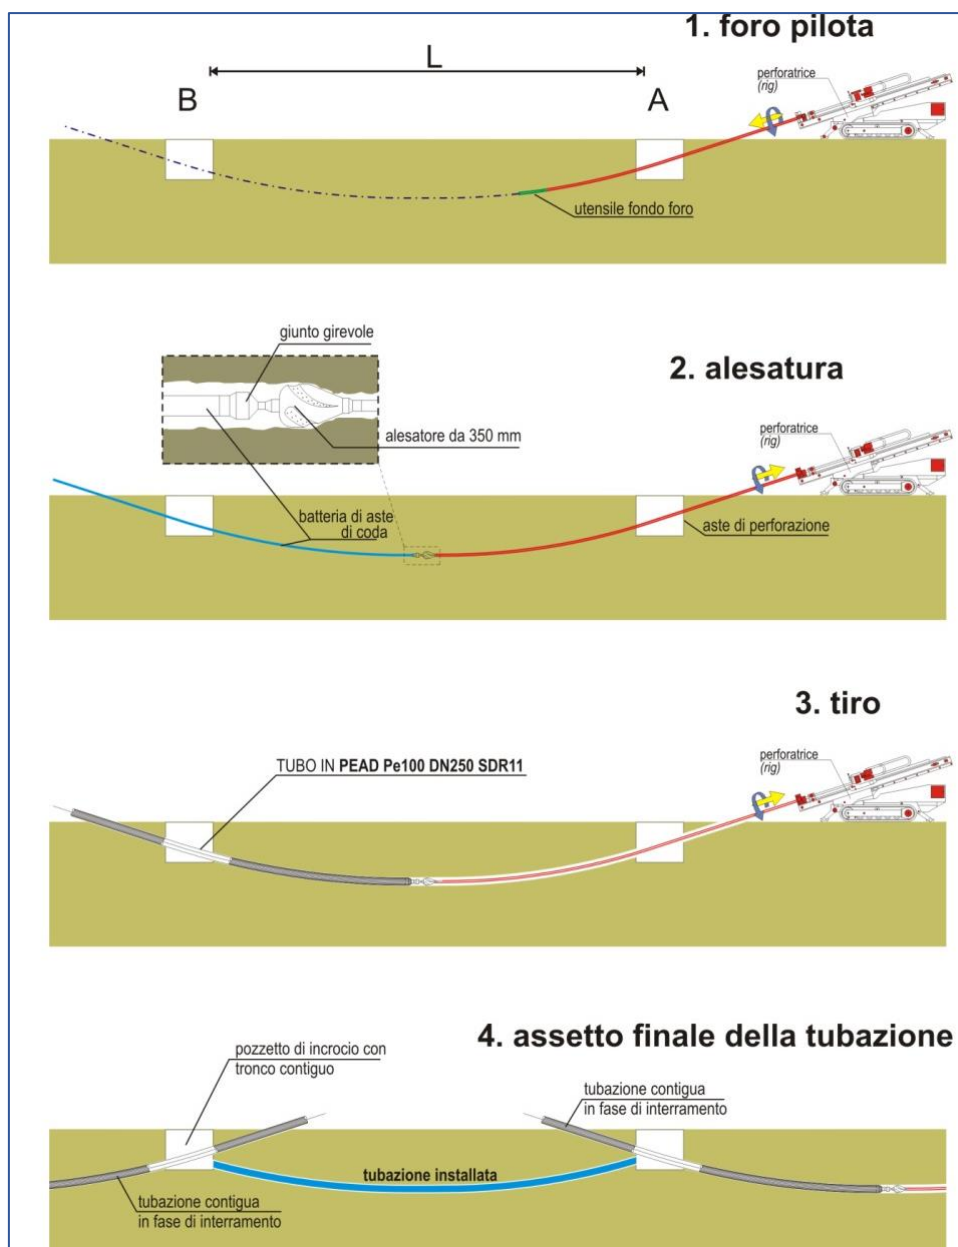 1. foro pilota
L
B
A
perforatrice
(rig)
utensile fondo foro
giunto girevole
2. alesatura
alesatore da 350 mm
perforatrice
(rig)
batteria di aste
di coda
aste di perforazione
3. tiro
TUBO IN PEAD Pe100 DN250 SDR11
perforatrice
(rig)
4. assetto finale della tubazione
pozzetto di incrocio con
tronco contiguo
tubazione contigua
in fase di interramento
tubazione installata
tubazione contigua
in fase di interramento